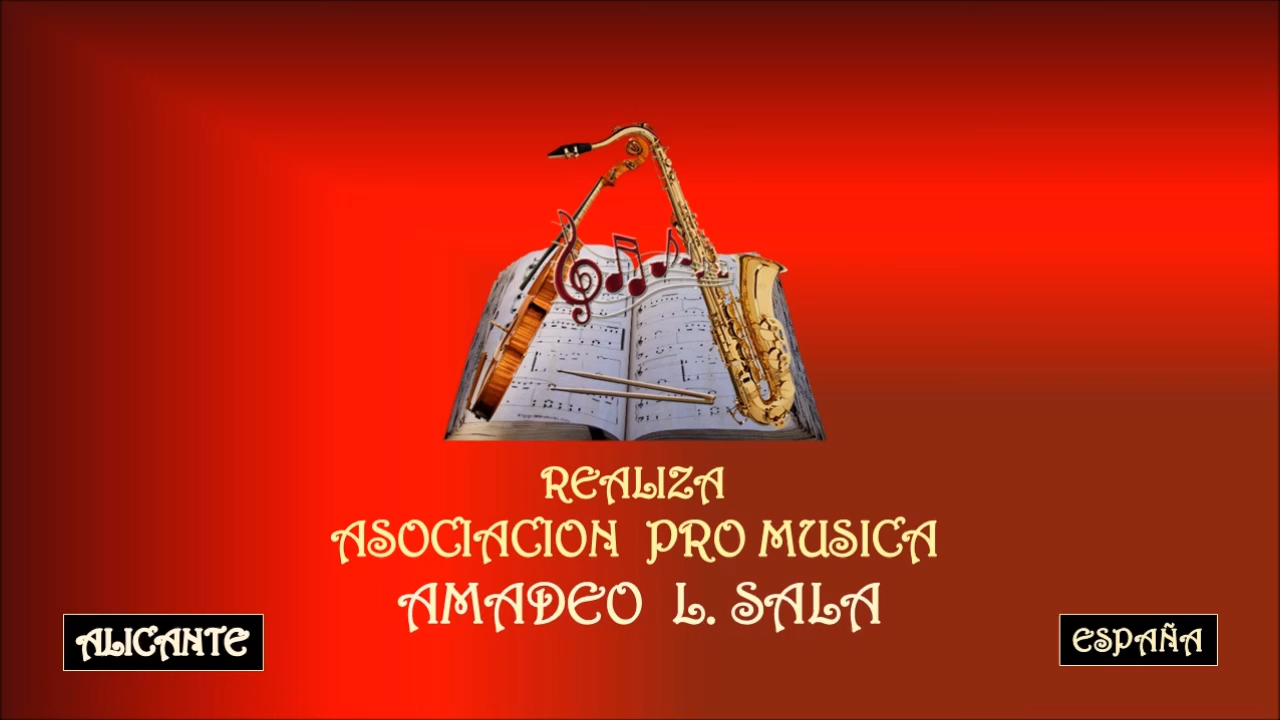 REALIZA
ASOCIACION PRO MUSICA
AMADEO L. SALA
ALICANTE
ESPAÑA